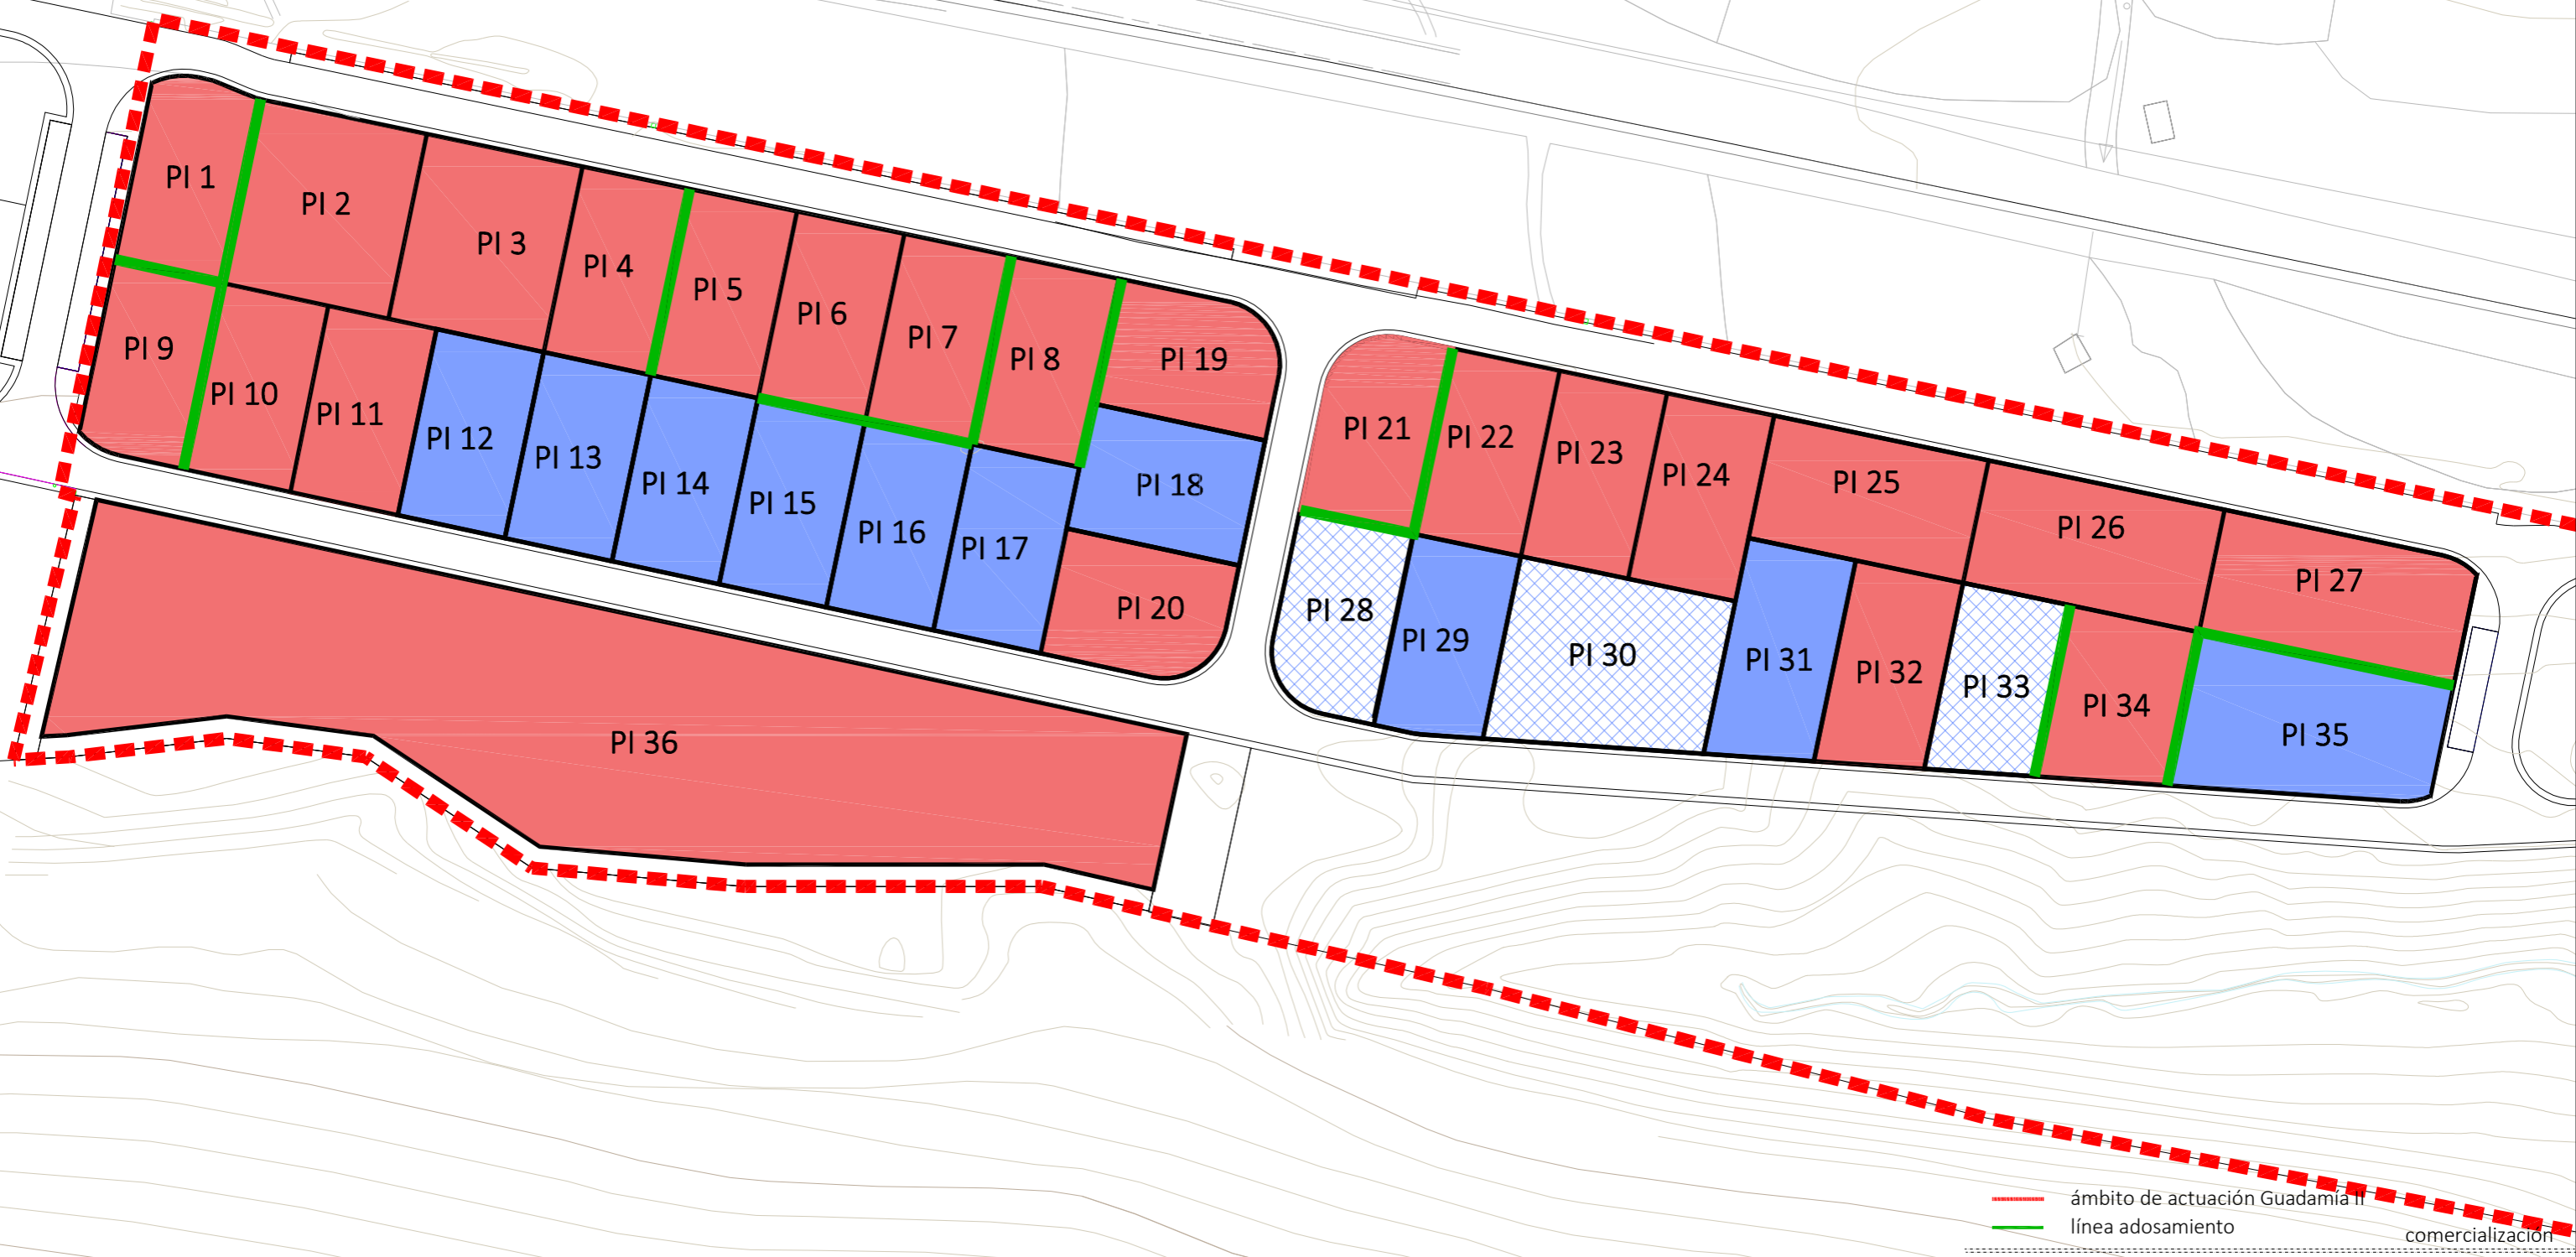 PI 1
PI 2
PI 3
PI 4
PI 5
PI 6
PI 7
PI 8
PI 19
PI 9
PI 10
PI 11
PI 12
PI 13
PI 14
PI 15
PI 16
PI 17
PI 18
PI 20
PI 21
PI 22
PI 23
PI 24
PI 25
PI 26
PI 27
PI 28
PI 29
PI 30
PI 31
PI 32
PI 33
PI 34
PI 35
PI 36
ámbito de actuación Guadamía II
línea adosamiento
comercialización